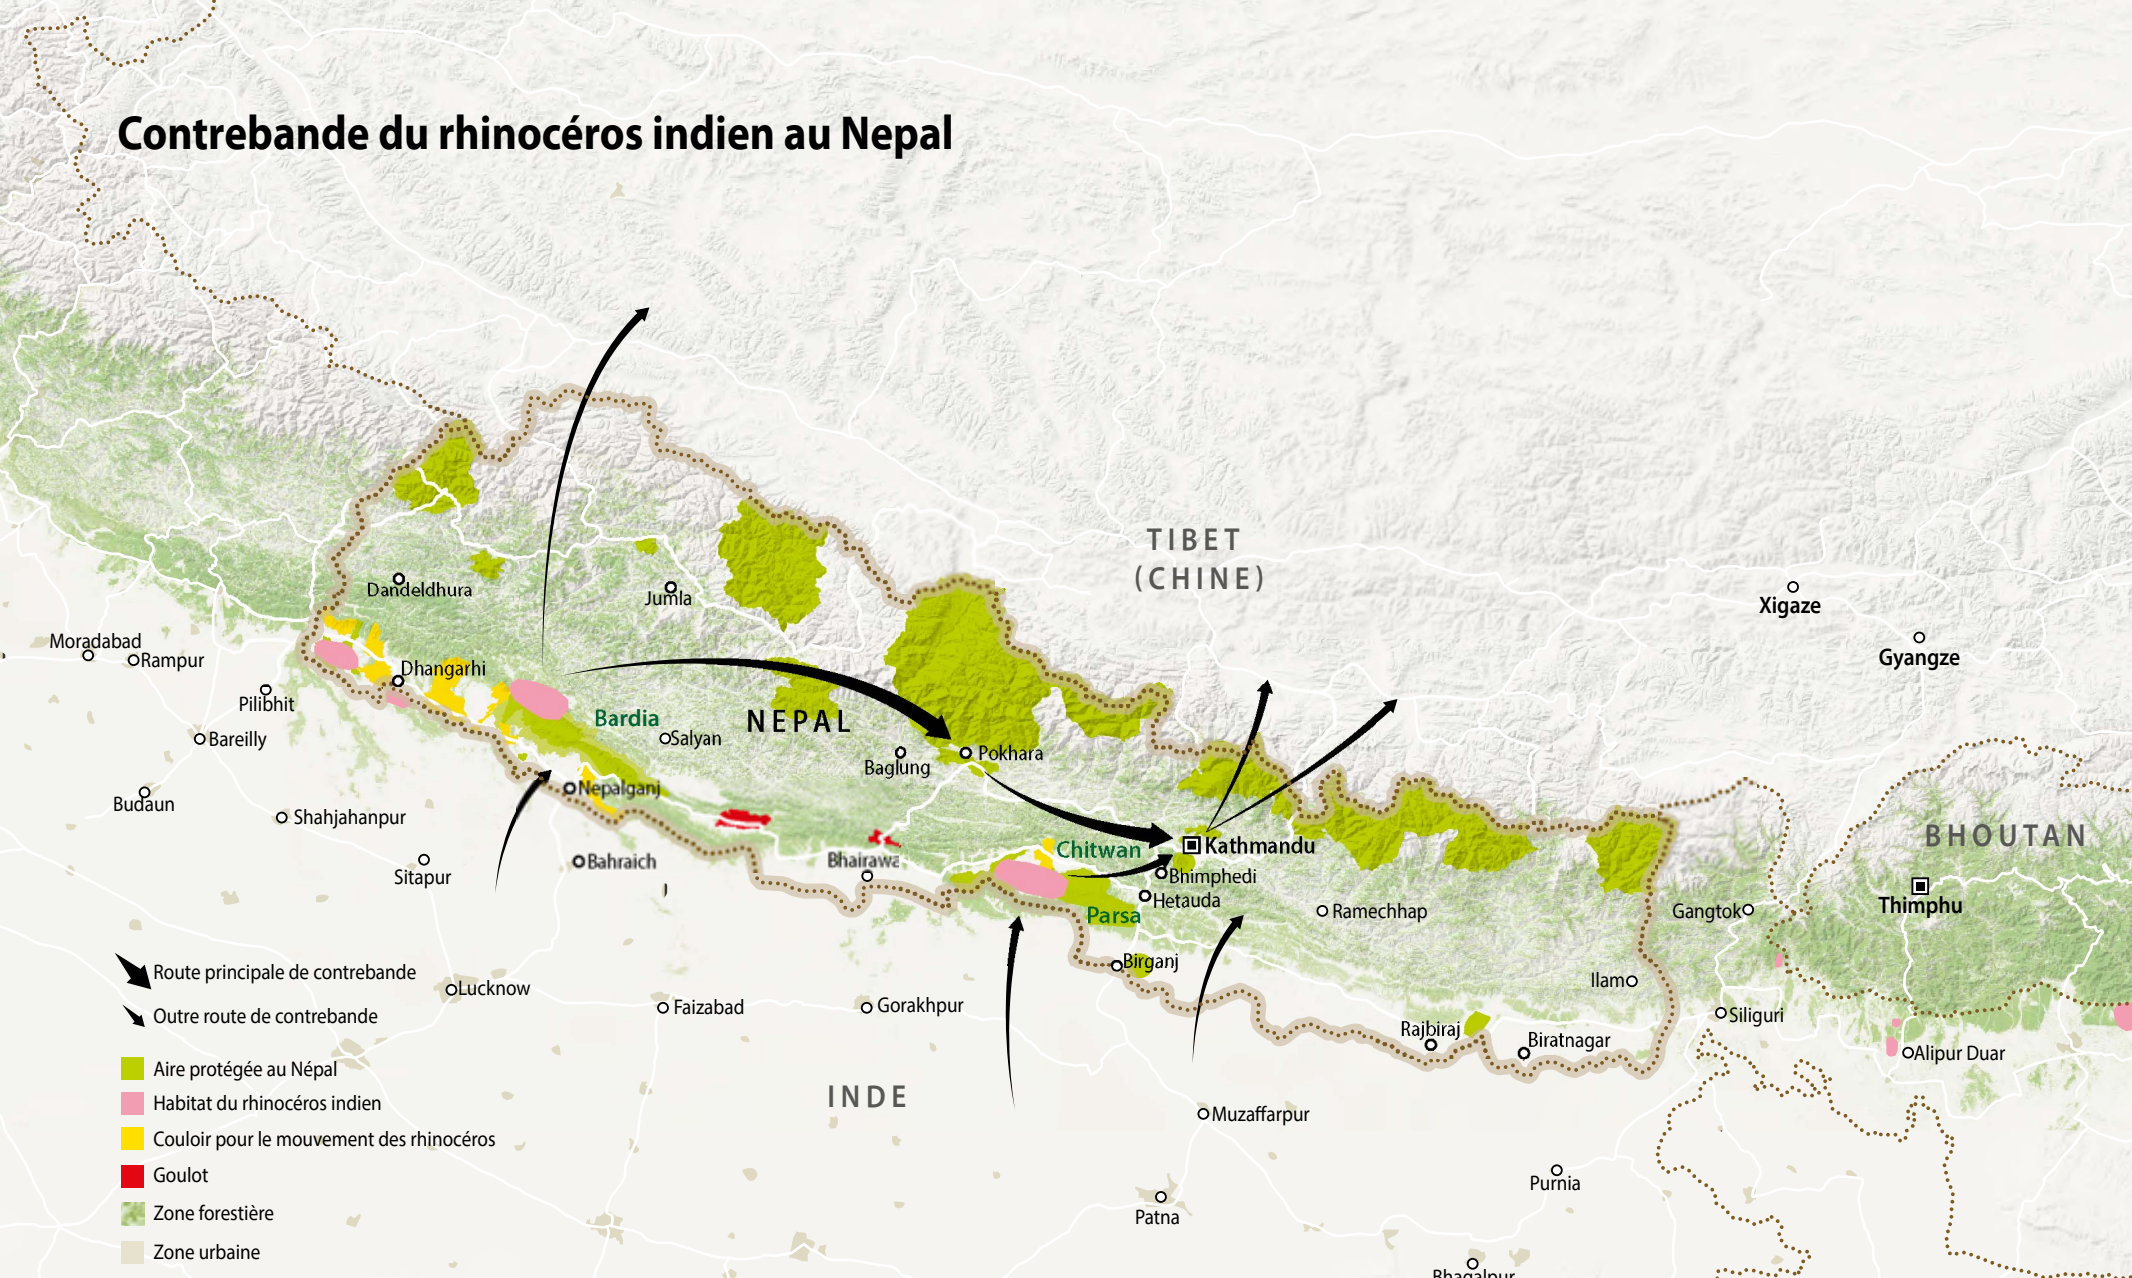 Contrebande du rhinocéros indien au Nepal
TIBET
(CHINE)
Dandeldhura
Jumla
Xigaze
Gyangze
Moradabad
Rampur
Dhangarhi
Pilibhit
Bardia
NEPAL
Salyan
Bareilly
Baglung
Pokhara
Nepalganj
Budaun
Shahjahanpur
BHOUTAN
Chitwan
Kathmandu
Bahraich
Bhairawa
Sitapur
Bhimphedi
Hetauda
Parsa
Ramechhap
Gangtok
Thimphu
Birganj
Ilam
Route principale de contrebande
Lucknow
Faizabad
Gorakhpur
Outre route de contrebande
Siliguri
Rajbiraj
Biratnagar
Alipur Duar
Aire protégée au Népal
INDE
Habitat du rhinocéros indien
Muzaffarpur
Couloir pour le mouvement des rhinocéros
Goulot
Purnia
Zone forestière
Patna
Zone urbaine
Bhagalpur